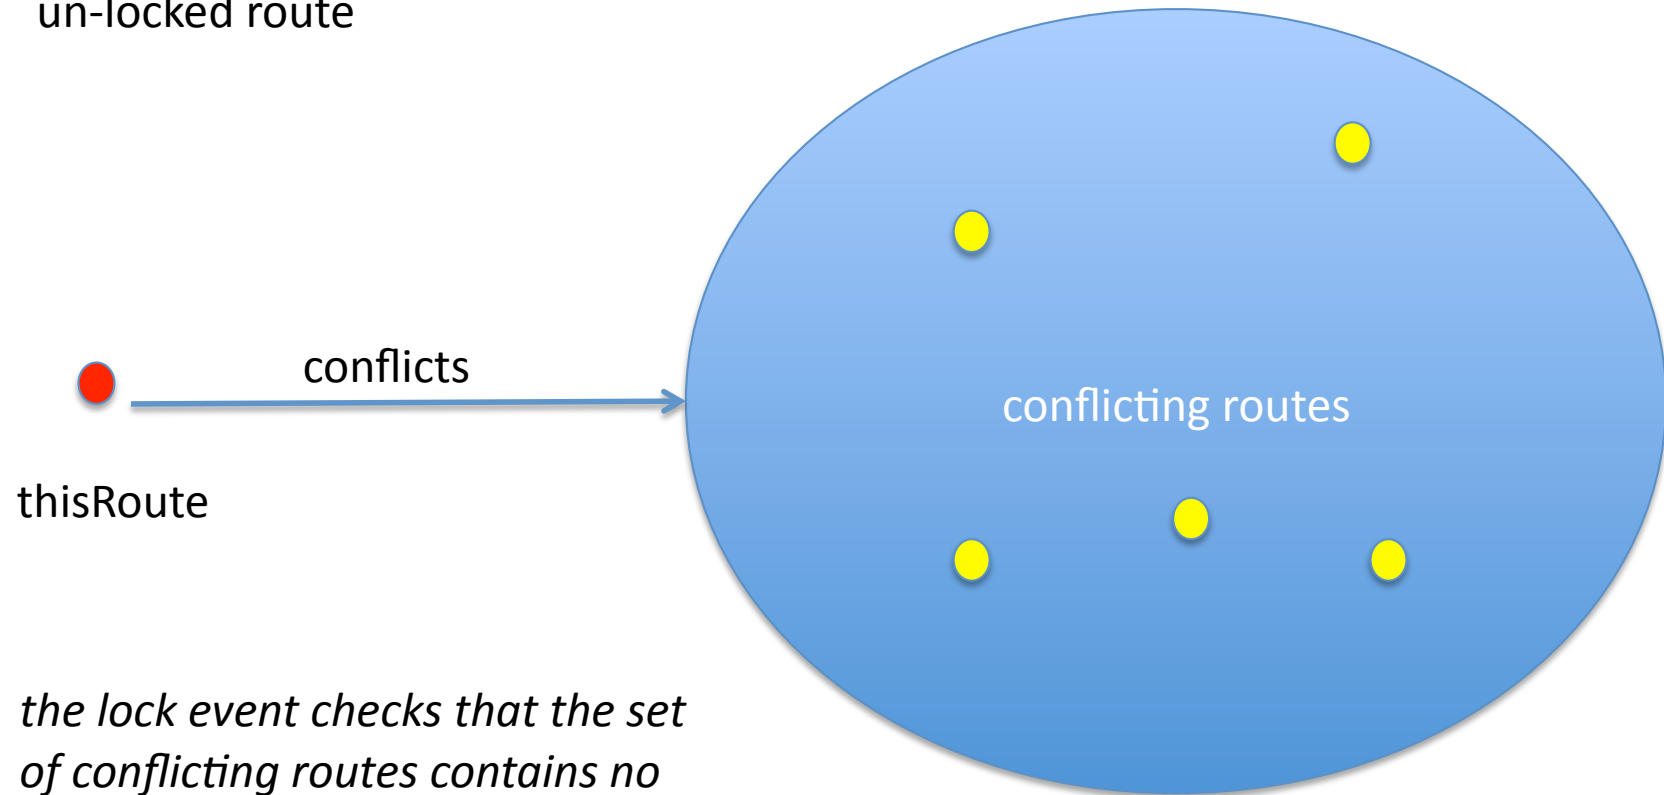 un-locked route
conflicts
conflicting routes
thisRoute
the lock event checks that the set
of conflicting routes contains no